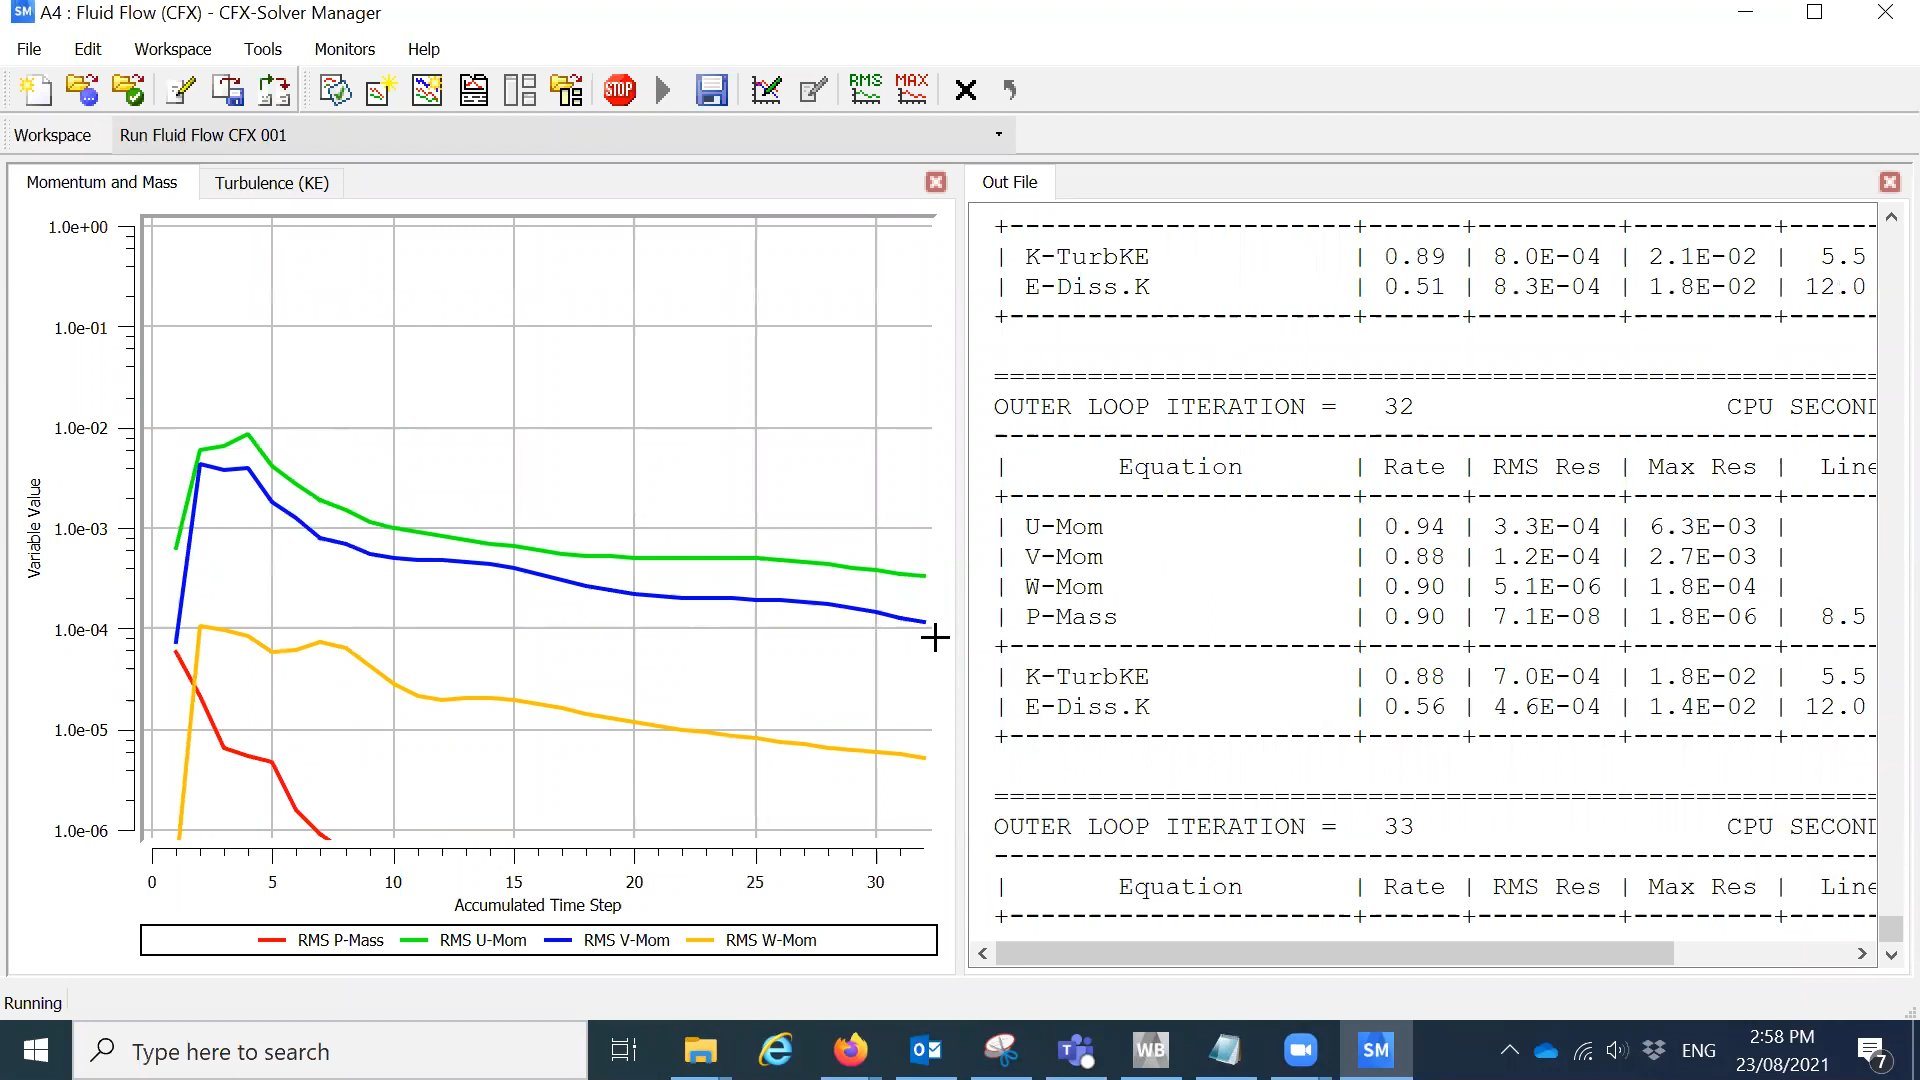 SM A4 : Fluid Flow (CFX) - CFX-Solver Manager
File Edit Workspace Tools Monitors Help
STOP RMS MAX
Workspace Run Fluid Flow CFX 001
Momentum and Mass Turbulence (KE)
1.0e+00
1.0e-01
1.0e-02
1.0e-03
1.0e-04
1.0e-05
1.0e-06
Variable Value
0 5 10 15 20 25 30
Accumulated Time Step
RMS P-Mass RMS U-Mom RMS V-Mom RMS W-Mom
Out File
+----------------------+------+---------+---------+------
| K-TurbKE | 0.89 | 8.0E-04 | 2.1E-02 | 5.5
| E-Diss.K | 0.51 | 8.3E-04 | 1.8E-02 | 12.0
+----------------------+------+---------+---------+------
=========================================================
OUTER LOOP ITERATION = 32 CPU SECOND
---------------------------------------------------------
| Equation | Rate | RMS Res | Max Res | Line
+----------------------+------+---------+---------+------
| U-Mom | 0.94 | 3.3E-04 | 6.3E-03 |
| V-Mom | 0.88 | 1.2E-04 | 2.7E-03 |
| W-Mom | 0.90 | 5.1E-06 | 1.8E-04 |
| P-Mass | 0.90 | 7.1E-08 | 1.8E-06 | 8.5
+----------------------+------+---------+---------+------
| K-TurbKE | 0.88 | 7.0E-04 | 1.8E-02 | 5.5
| E-Diss.K | 0.56 | 4.6E-04 | 1.4E-02 | 12.0
+----------------------+------+---------+---------+------
=========================================================
OUTER LOOP ITERATION = 33 CPU SECOND
---------------------------------------------------------
| Equation | Rate | RMS Res | Max Res | Line
+----------------------+------+---------+---------+------
Running
Type here to search
WB
SM
ENG
2:58 PM
23/08/2021
7